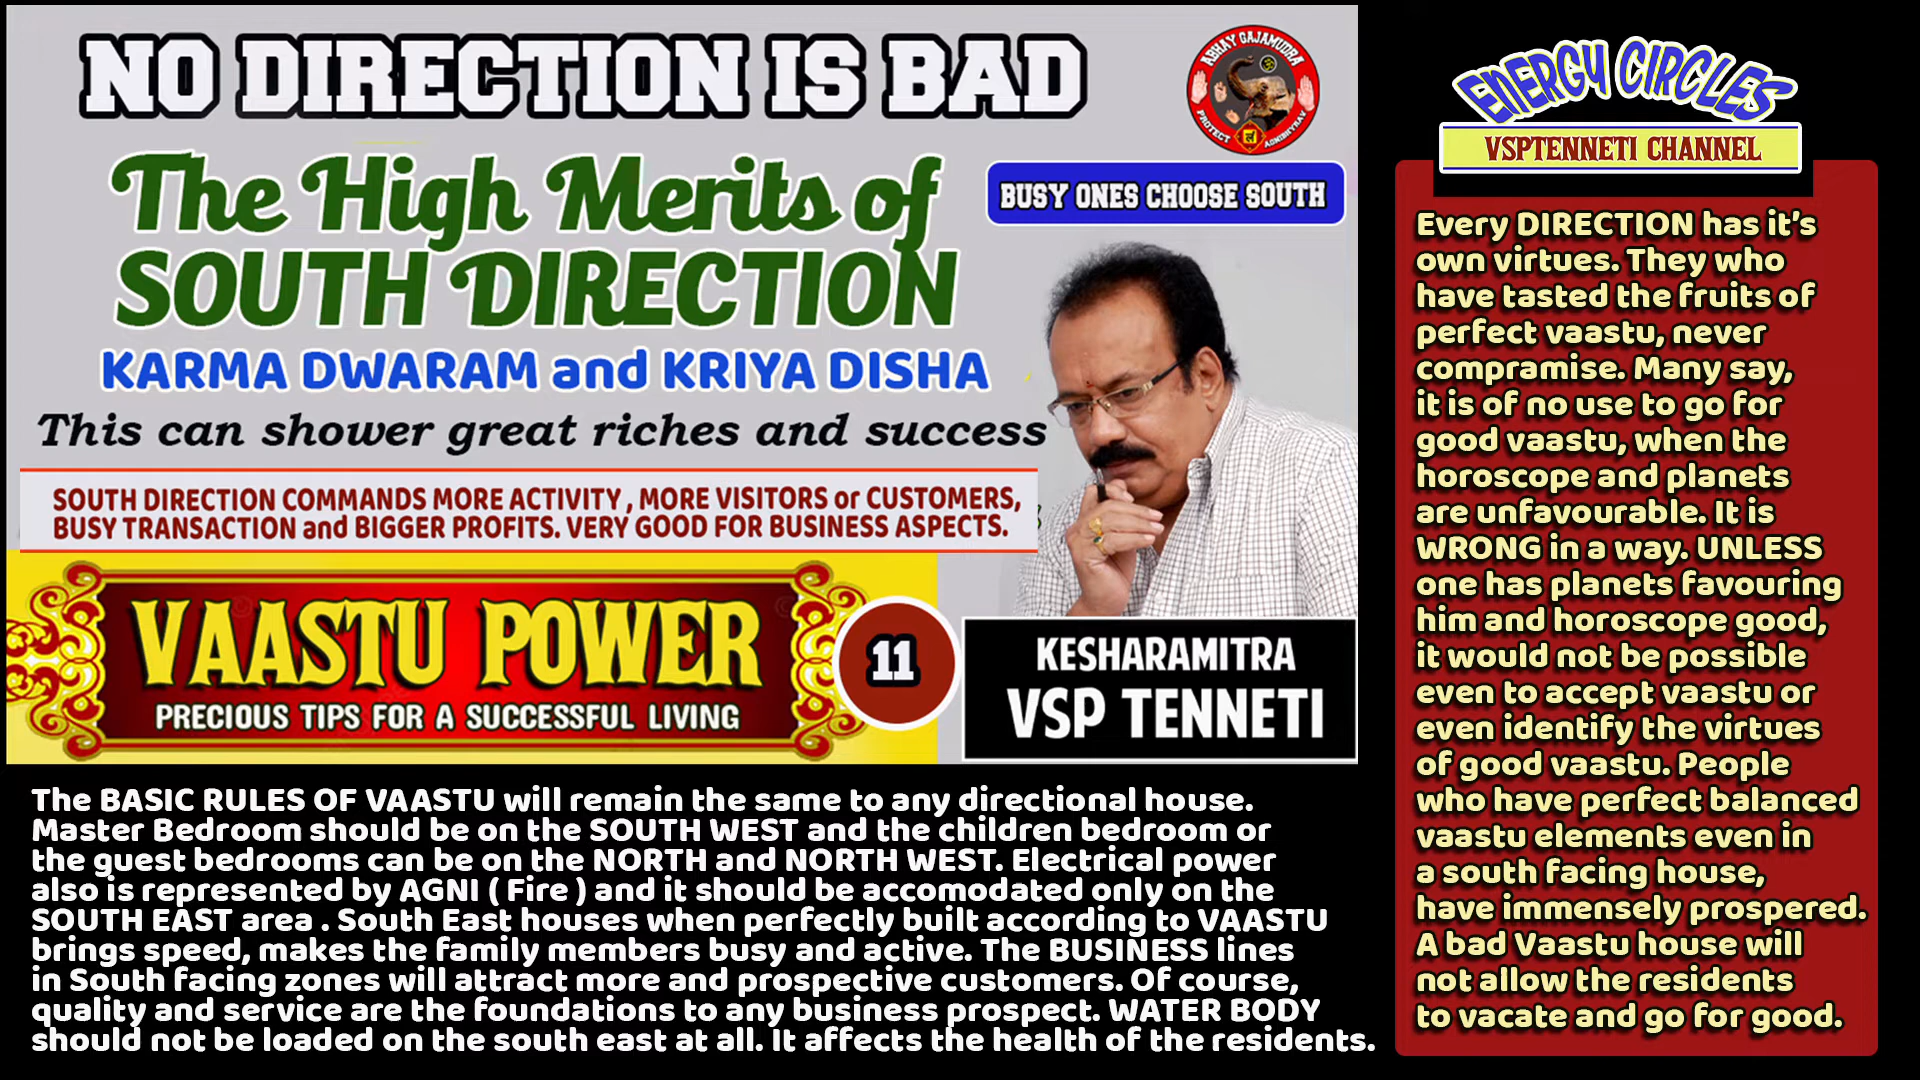 NO DIRECTION IS BAD
ABHAY GAJAMUDRA
PROTECT
The High Merits of
SOUTH DIRECTION
BUSY ONES CHOOSE SOUTH
KARMA DWARAM and KRIYA DISHA
This can shower great riches and success
SOUTH DIRECTION COMMANDS MORE ACTIVITY, MORE VISITORS or CUSTOMERS,
BUSY TRANSACTION and BIGGER PROFITS. VERY GOOD FOR BUSINESS ASPECTS.
VAASTU POWER
PRECIOUS TIPS FOR A SUCCESSFUL LIVING
11
KESHARAMITRA
VSP TENNETI
The BASIC RULES OF VAASTU will remain the same to any directional house.
Master Bedroom should be on the SOUTH WEST and the children bedroom or
the guest bedrooms can be on the NORTH and NORTH WEST. Electrical power
also is represented by AGNI ( Fire ) and it should be accomodated only on the
SOUTH EAST area . South East houses when perfectly built according to VAASTU
brings speed, makes the family members busy and active. The BUSINESS lines
in South facing zones will attract more and prospective customers. Of course,
quality and service are the foundations to any business prospect. WATER BODY
should not be loaded on the south east at all. It affects the health of the residents.
ENERGY CIRCLES
VSPTENNETI CHANNEL
Every DIRECTION has it's
own virtues. They who
have tasted the fruits of
perfect vaastu, never
compramise. Many say,
it is of no use to go for
good vaastu, when the
horoscope and planets
are unfavourable. It is
WRONG in a way. UNLESS
one has planets favouring
him and horoscope good,
it would not be possible
even to accept vaastu or
even identify the virtues
of good vaastu. People
who have perfect balanced
vaastu elements even in
a south facing house,
have immensely prospered.
A bad Vaastu house will
not allow the residents
to vacate and go for good.